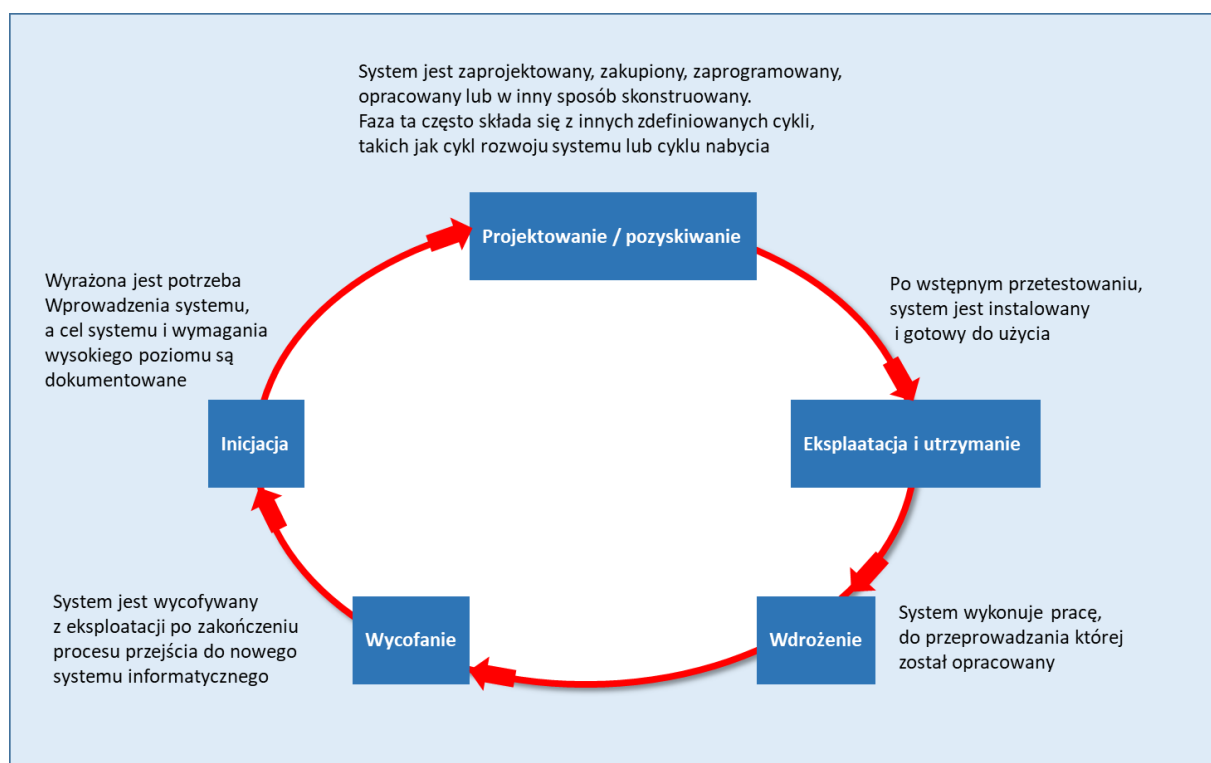 System jest zaprojektowany, zakupiony, zaprogramowany,
opracowany lub w inny sposób skonstruowany.
Faza ta często składa się z innych zdefiniowanych cykli,
takich jak cykl rozwoju systemu lub cyklu nabycia
Projektowanie / pozyskiwanie
Wyrażona jest potrzeba
Wprowadzenia systemu,
a cel systemu i wymagania
wysokiego poziomu są
dokumentowane
Po wstępnym przetestowaniu,
system jest instalowany
i gotowy do użycia
Inicjacja
Eksplaatacja i utrzymanie
System jest wycofywany
z eksploatacji po zakończeniu
procesu przejścia do nowego
systemu informatycznego
Wycofanie
Wdrożenie
System wykonuje pracę,
do przeprowadzania której
został opracowany